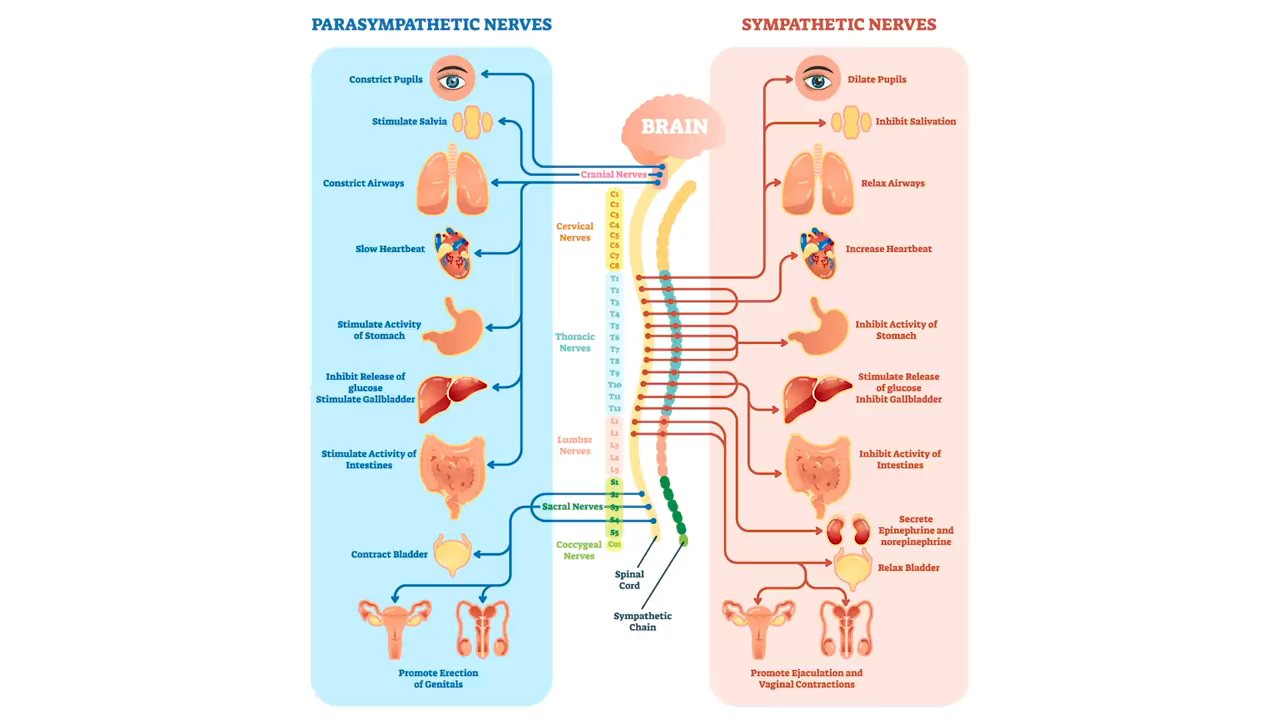 PARASYMPATHETIC NERVES
Constrict Pupils
Stimulate Salvia
Constrict Airways
Slow Heartbeat
Stimulate Activity
of Stomach
Inhibit Release of
glucose
Stimulate Gallbladder
Stimulate Activity of
Intestines
Contract Bladder
Promote Erection
of Genitals
BRAIN
Cranial Nerves
Cervical
Nerves
C1
C2
C3
C4
C5
C6
C7
C8
Thoracic
Nerves
T1
T2
T3
T4
T5
T6
T7
T8
T9
T10
T11
T12
Lumbar
Nerves
L1
L2
L3
L4
L5
Sacral Nerves
S1
S2
S3
S4
S5
Coccygeal
Nerves
Co1
Spinal
Cord
Sympathetic
Chain
SYMPATHETIC NERVES
Dilate Pupils
Inhibit Salivation
Relax Airways
Increase Heartbeat
Inhibit Activity of
Stomach
Stimulate Release
of glucose
Inhibit Gallbladder
Inhibit Activity of
Intestines
Secrete
Epinephrine and
norepinephrine
Relax Bladder
Promote Ejaculation and
Vaginal Contractions